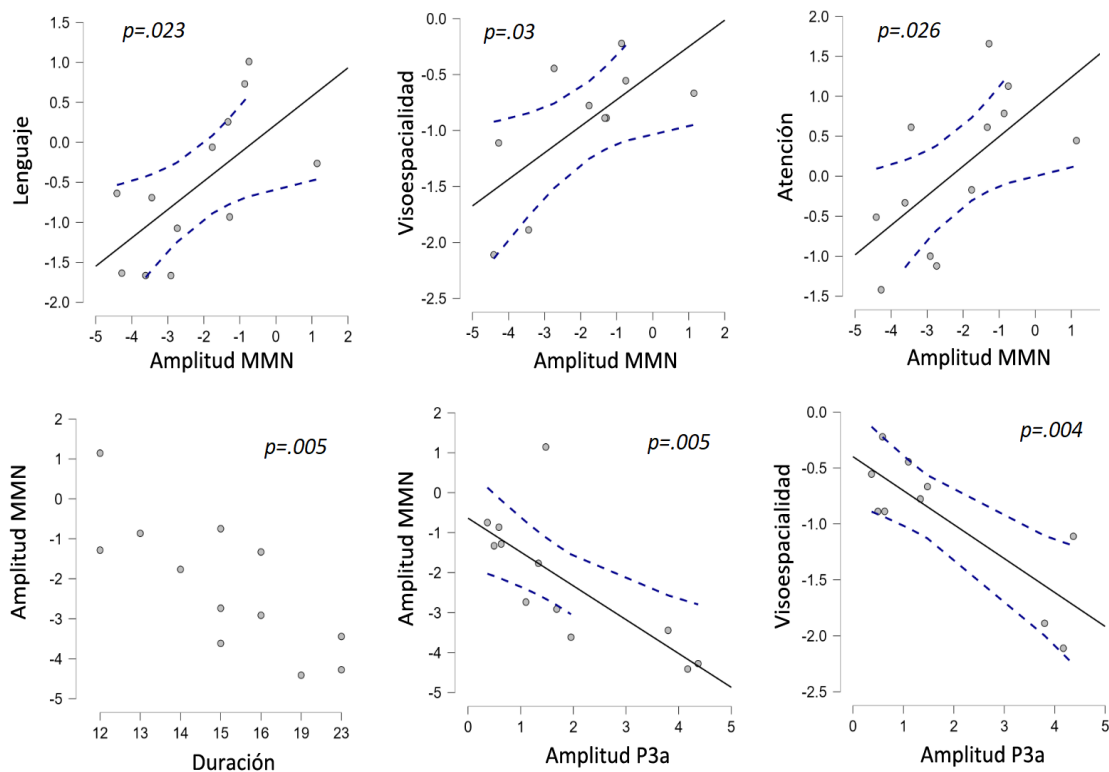 p=.023
1.5
1.0
0.5
0.0
-0.5
-1.0
-1.5
-2.0
Lenguaje
-5 -4 -3 -2 -1 0 1 2
Amplitud MMN
p=.03
0.0
-0.5
-1.0
-1.5
-2.0
-2.5
Visoespacialidad
-5 -4 -3 -2 -1 0 1 2
Amplitud MMN
p=.026
2.0
1.5
1.0
0.5
0.0
-0.5
-1.0
-1.5
Atención
-5 -4 -3 -2 -1 0 1
Amplitud MMN
p=.005
2
1
0
-1
-2
-3
-4
-5
Amplitud MMN
12 13 14 15 16 19 23
Duración
p=.005
2
1
0
-1
-2
-3
-4
-5
Amplitud MMN
0 1 2 3 4 5
Amplitud P3a
p=.004
0.0
-0.5
-1.0
-1.5
-2.0
-2.5
Visoespacialidad
0 1 2 3 4 5
Amplitud P3a